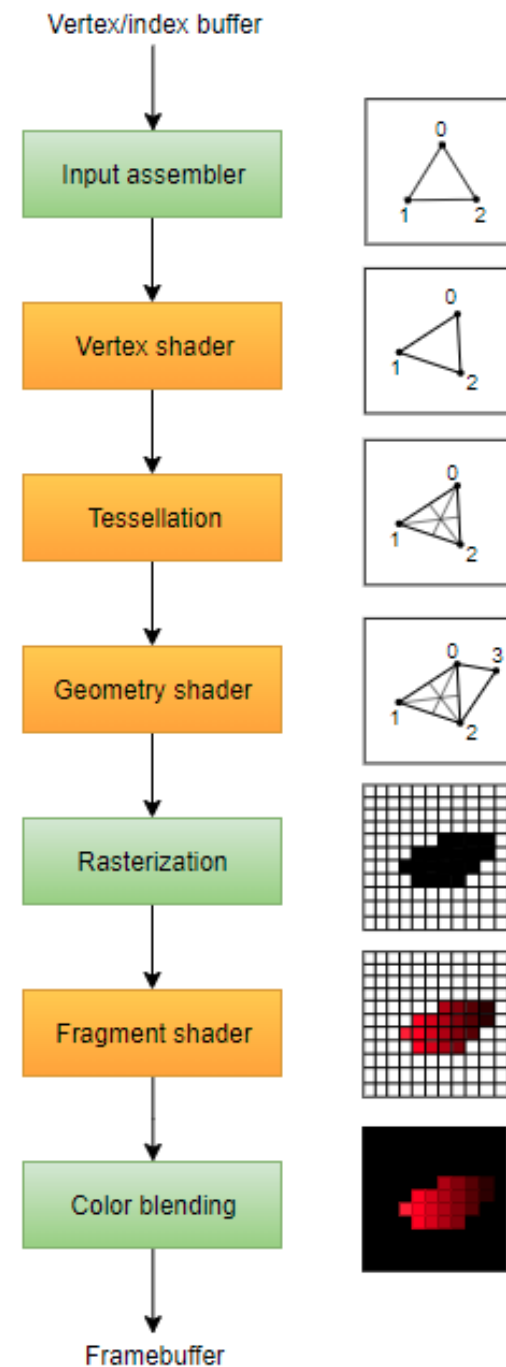 Vertex/index buffer
Input assembler
0
1
2
Vertex shader
0
1
2
Tessellation
0
1
2
Geometry shader
0
3
1
2
Rasterization
Fragment shader
Color blending
Framebuffer